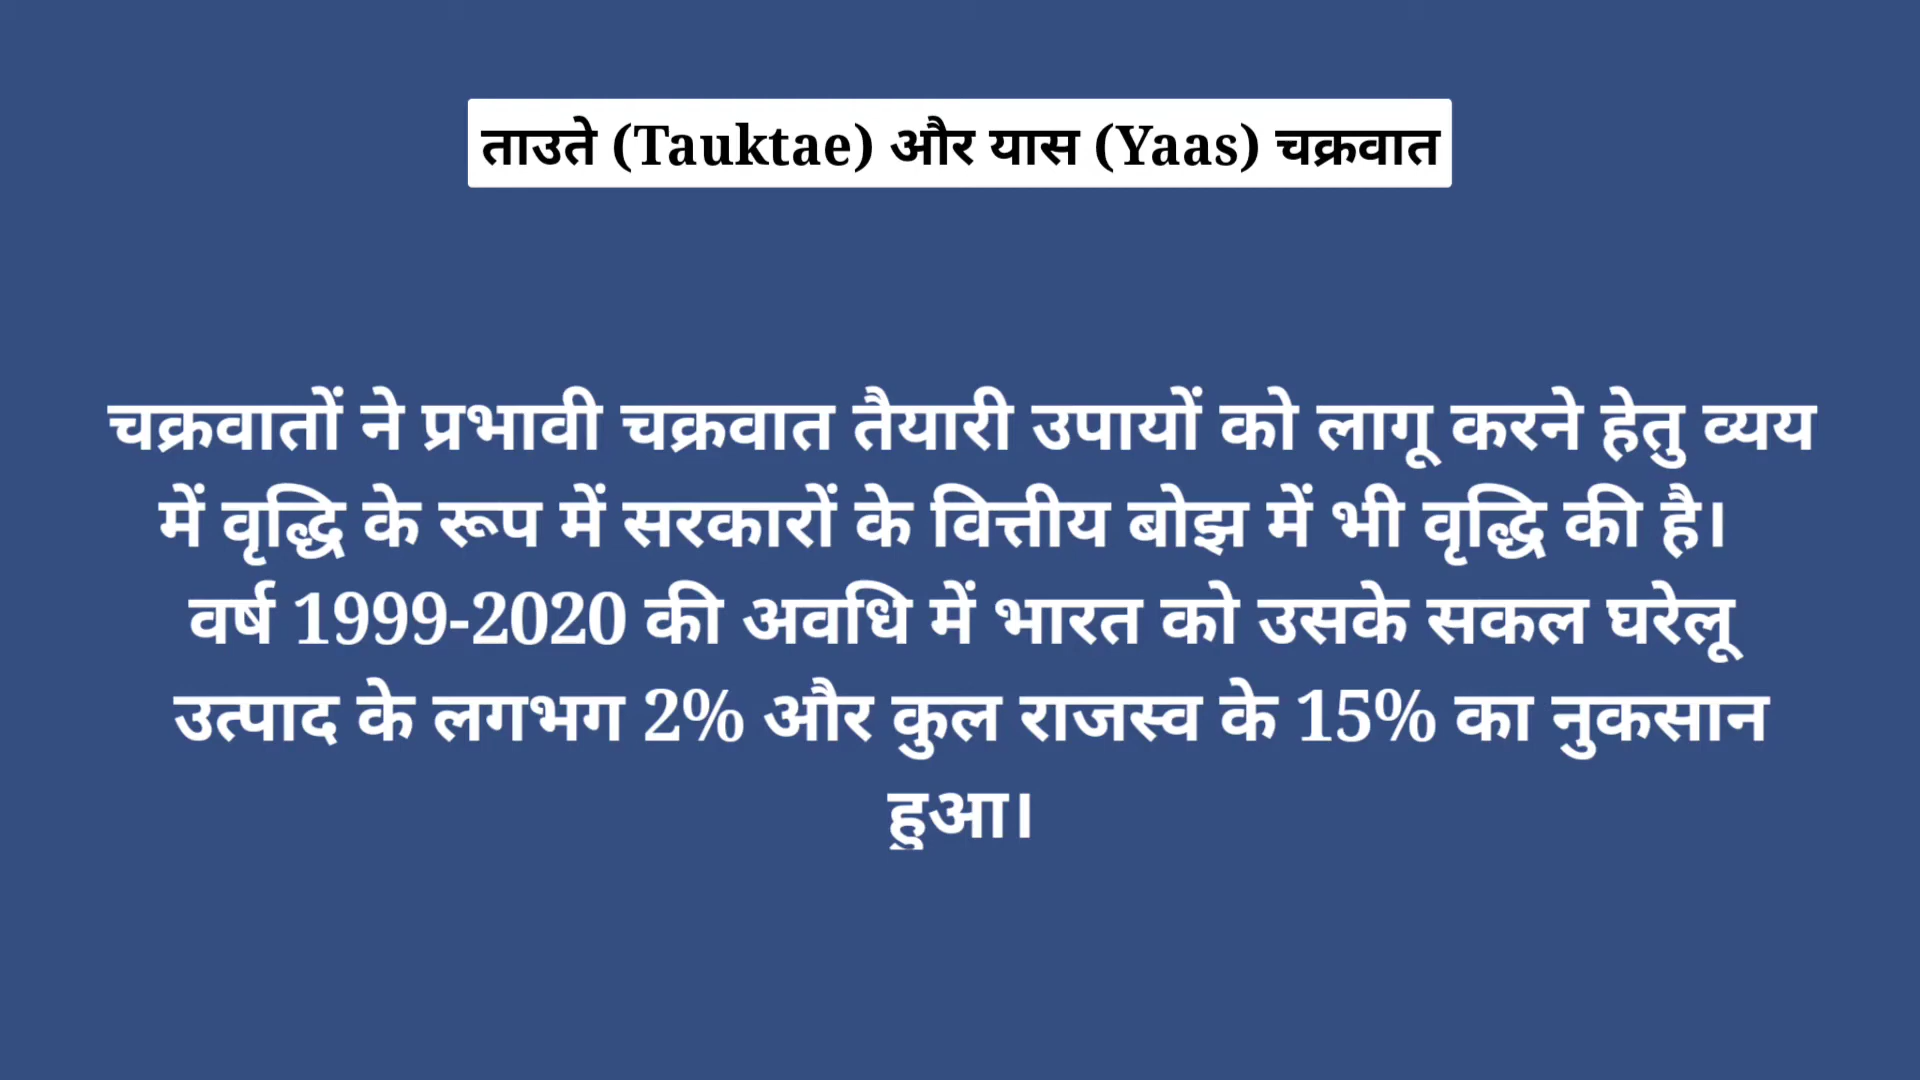 ताउते (Tauktae) और यास (Yaas) चक्रवात
चक्रवातों ने प्रभावी चक्रवात तैयारी उपायों को लागू करने हेतु व्यय
में वृद्धि के रूप में सरकारों के वित्तीय बोझ में भी वृद्धि की है।
वर्ष 1999-2020 की अवधि में भारत को उसके सकल घरेलू
उत्पाद के लगभग 2% और कुल राजस्व के 15% का नुकसान
हुआ।